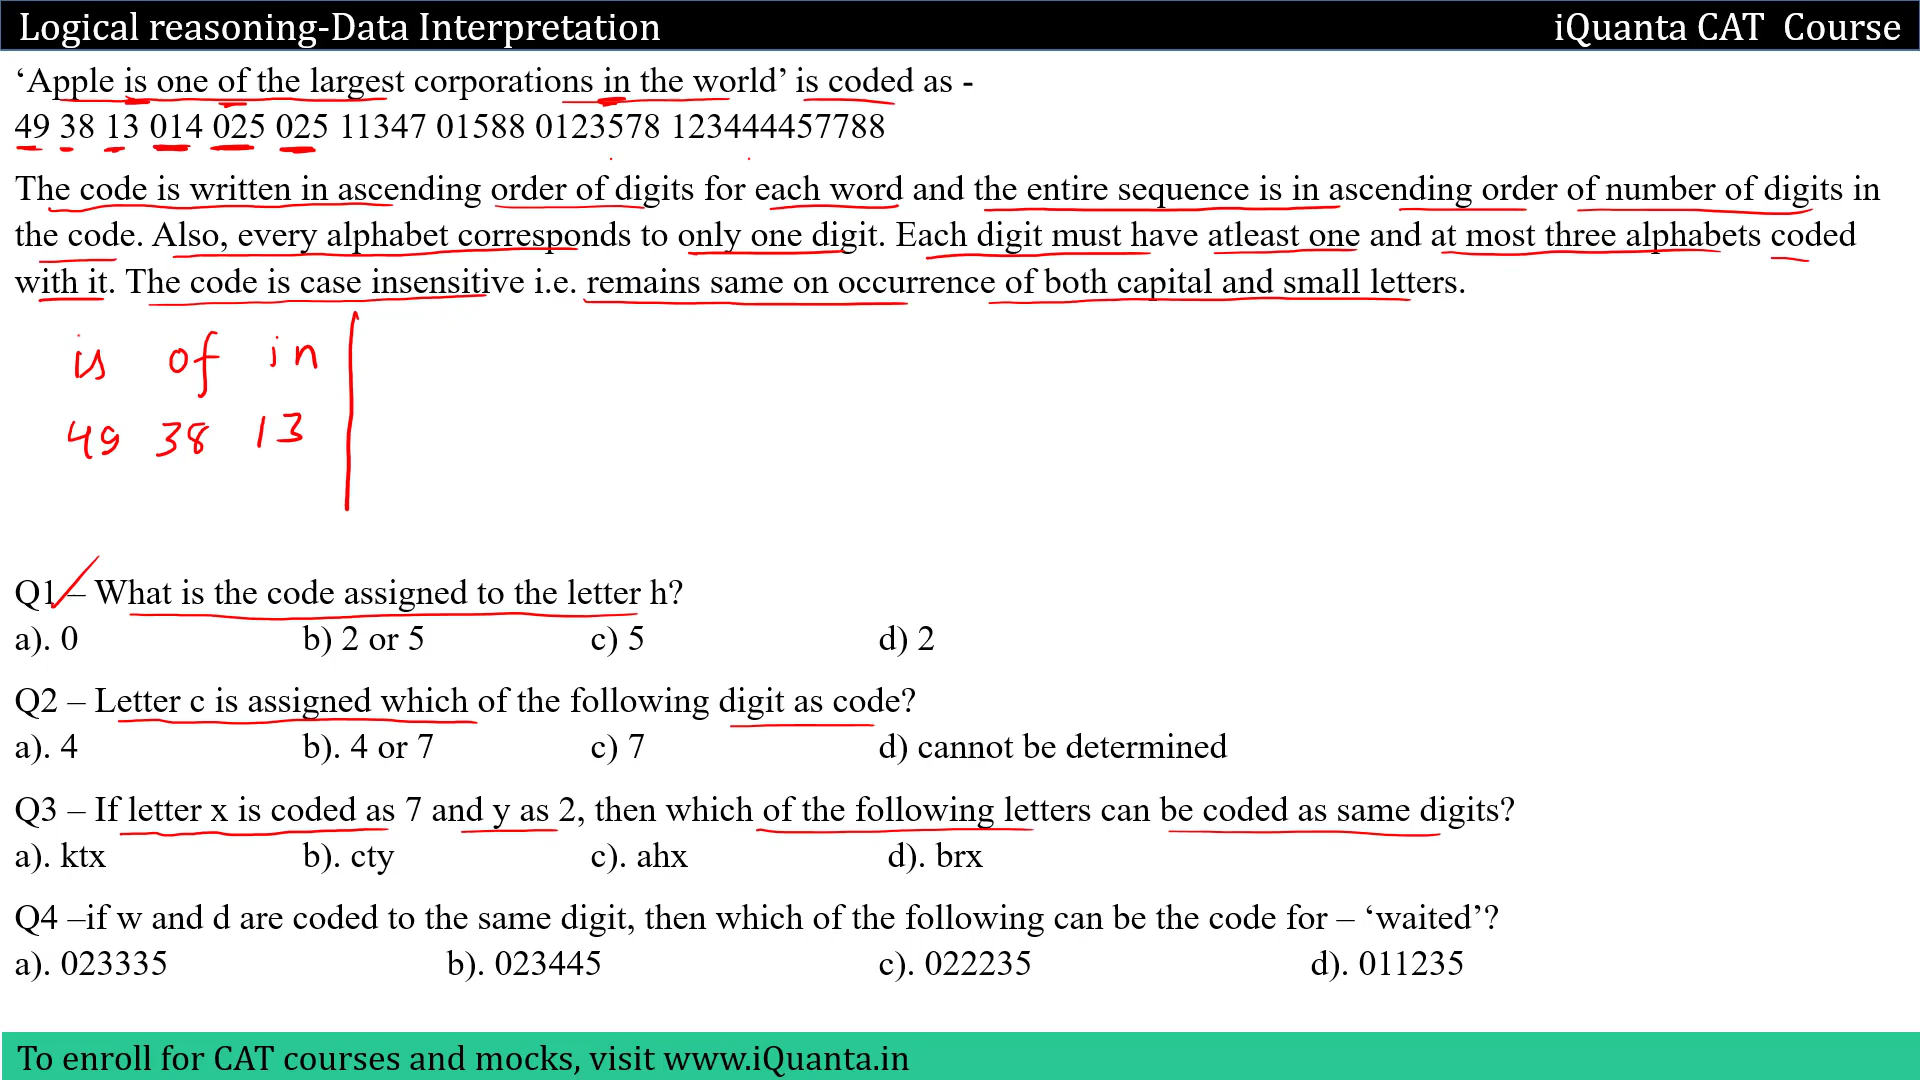 Logical reasoning-Data Interpretation
iQuanta CAT Course
‘Apple is one of the largest corporations in the world’ is coded as -
49 38 13 014 025 025 11347 01588 0123578 123444457788
The code is written in ascending order of digits for each word and the entire sequence is in ascending order of number of digits in
the code. Also, every alphabet corresponds to only one digit. Each digit must have atleast one and at most three alphabets coded
with it. The code is case insensitive i.e. remains same on occurrence of both capital and small letters.
is of in
49 38 13
Q1 – What is the code assigned to the letter h?
a). 0 b) 2 or 5 c) 5 d) 2
Q2 – Letter c is assigned which of the following digit as code?
a). 4 b). 4 or 7 c) 7 d) cannot be determined
Q3 – If letter x is coded as 7 and y as 2, then which of the following letters can be coded as same digits?
a). ktx b). cty c). ahx d). brx
Q4 –if w and d are coded to the same digit, then which of the following can be the code for – ‘waited’?
a). 023335 b). 023445 c). 022235 d). 011235
To enroll for CAT courses and mocks, visit www.iQuanta.in